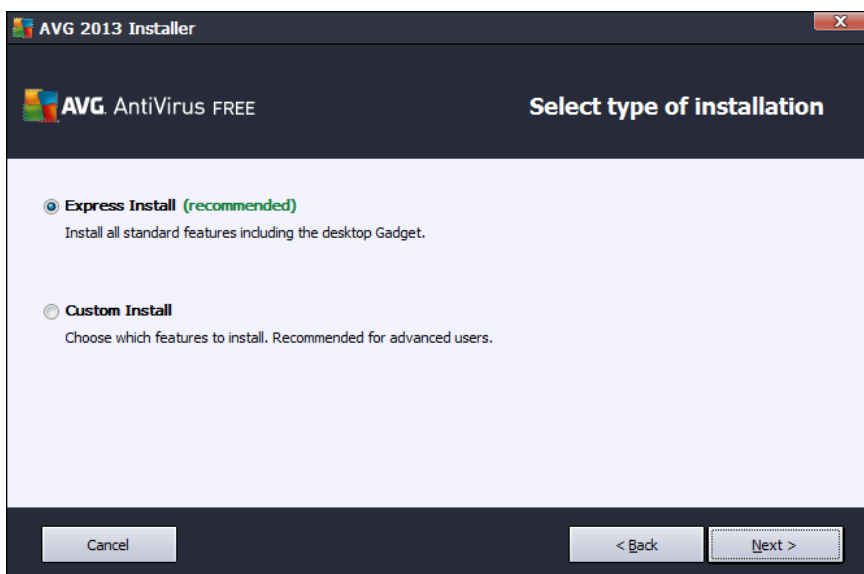 AVG 2013 Installer
X
AVG. AntiVirus FREE
Select type of installation
Express Install (recommended)
Install all standard features including the desktop Gadget.
Custom Install
Choose which features to install. Recommended for advanced users.
Cancel
< Back
Next >